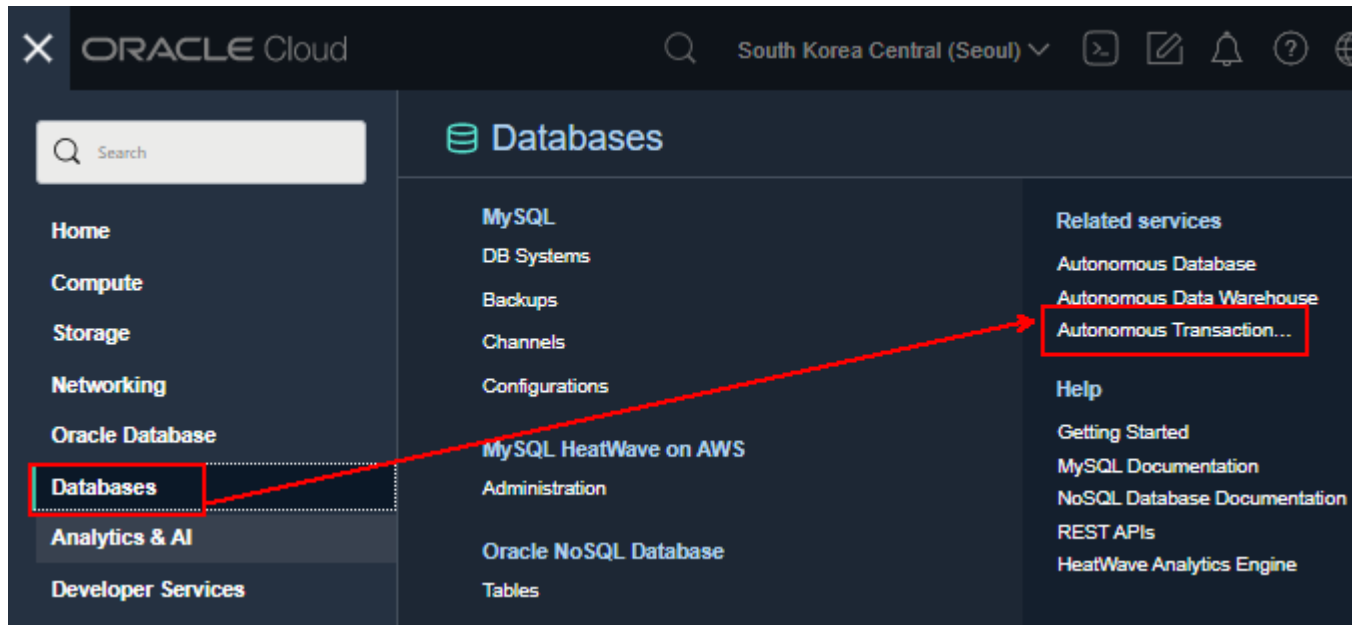 ORACLE Cloud
South Korea Central (Seoul)
Search
Home
Compute
Storage
Networking
Oracle Database
Databases
Analytics & AI
Developer Services
Databases
MySQL
DB Systems
Backups
Channels
Configurations
MySQL HeatWave on AWS
Administration
Oracle NoSQL Database
Tables
Related services
Autonomous Database
Autonomous Data Warehouse
Autonomous Transaction...
Help
Getting Started
MySQL Documentation
NoSQL Database Documentation
REST APIs
HeatWave Analytics Engine